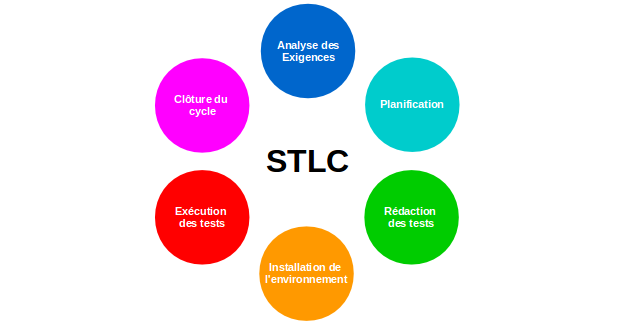 Analyse des
Exigences
Planification
Rédaction
des tests
Installation de
l'environnement
Exécution
des tests
Clôture du
cycle
STLC